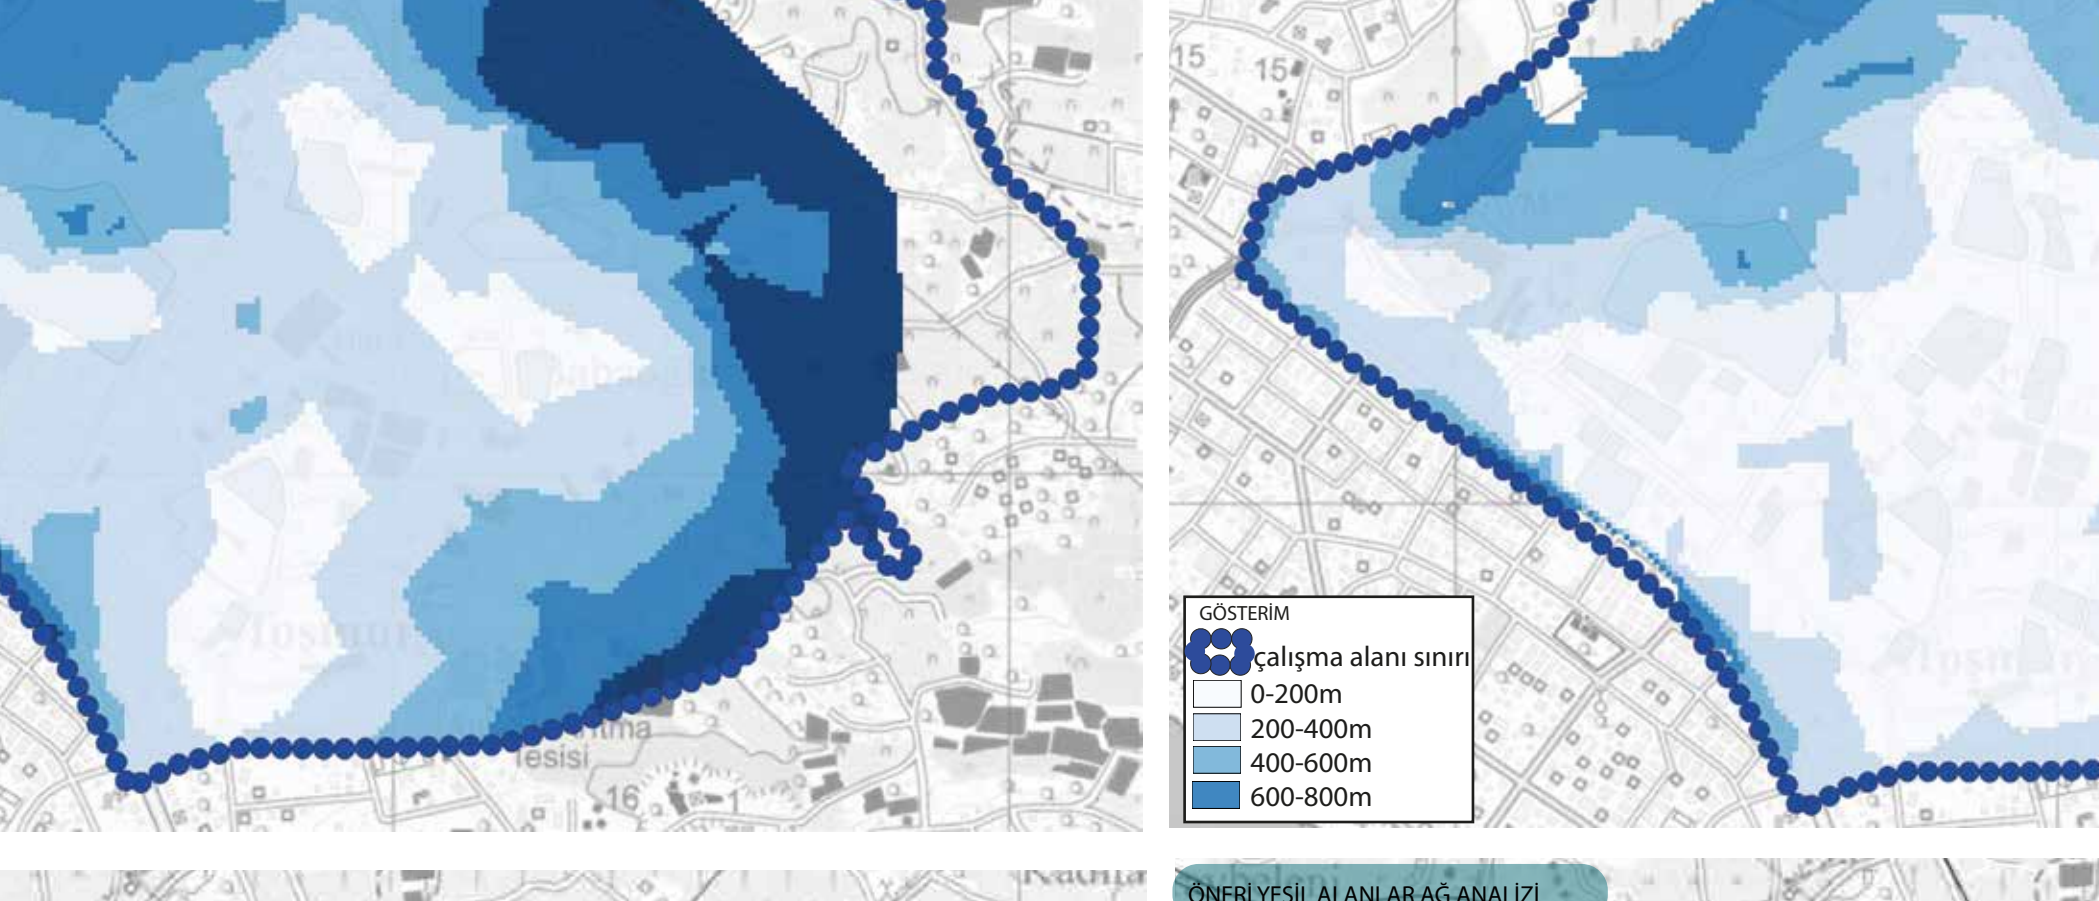 15
15
Tesisi
16
1
GÖSTERİM
çalışma alanı sınırı
0-200m
200-400m
400-600m
600-800m
ÖNERİ YEŞİL ALANLAR AĞ ANALİZİ